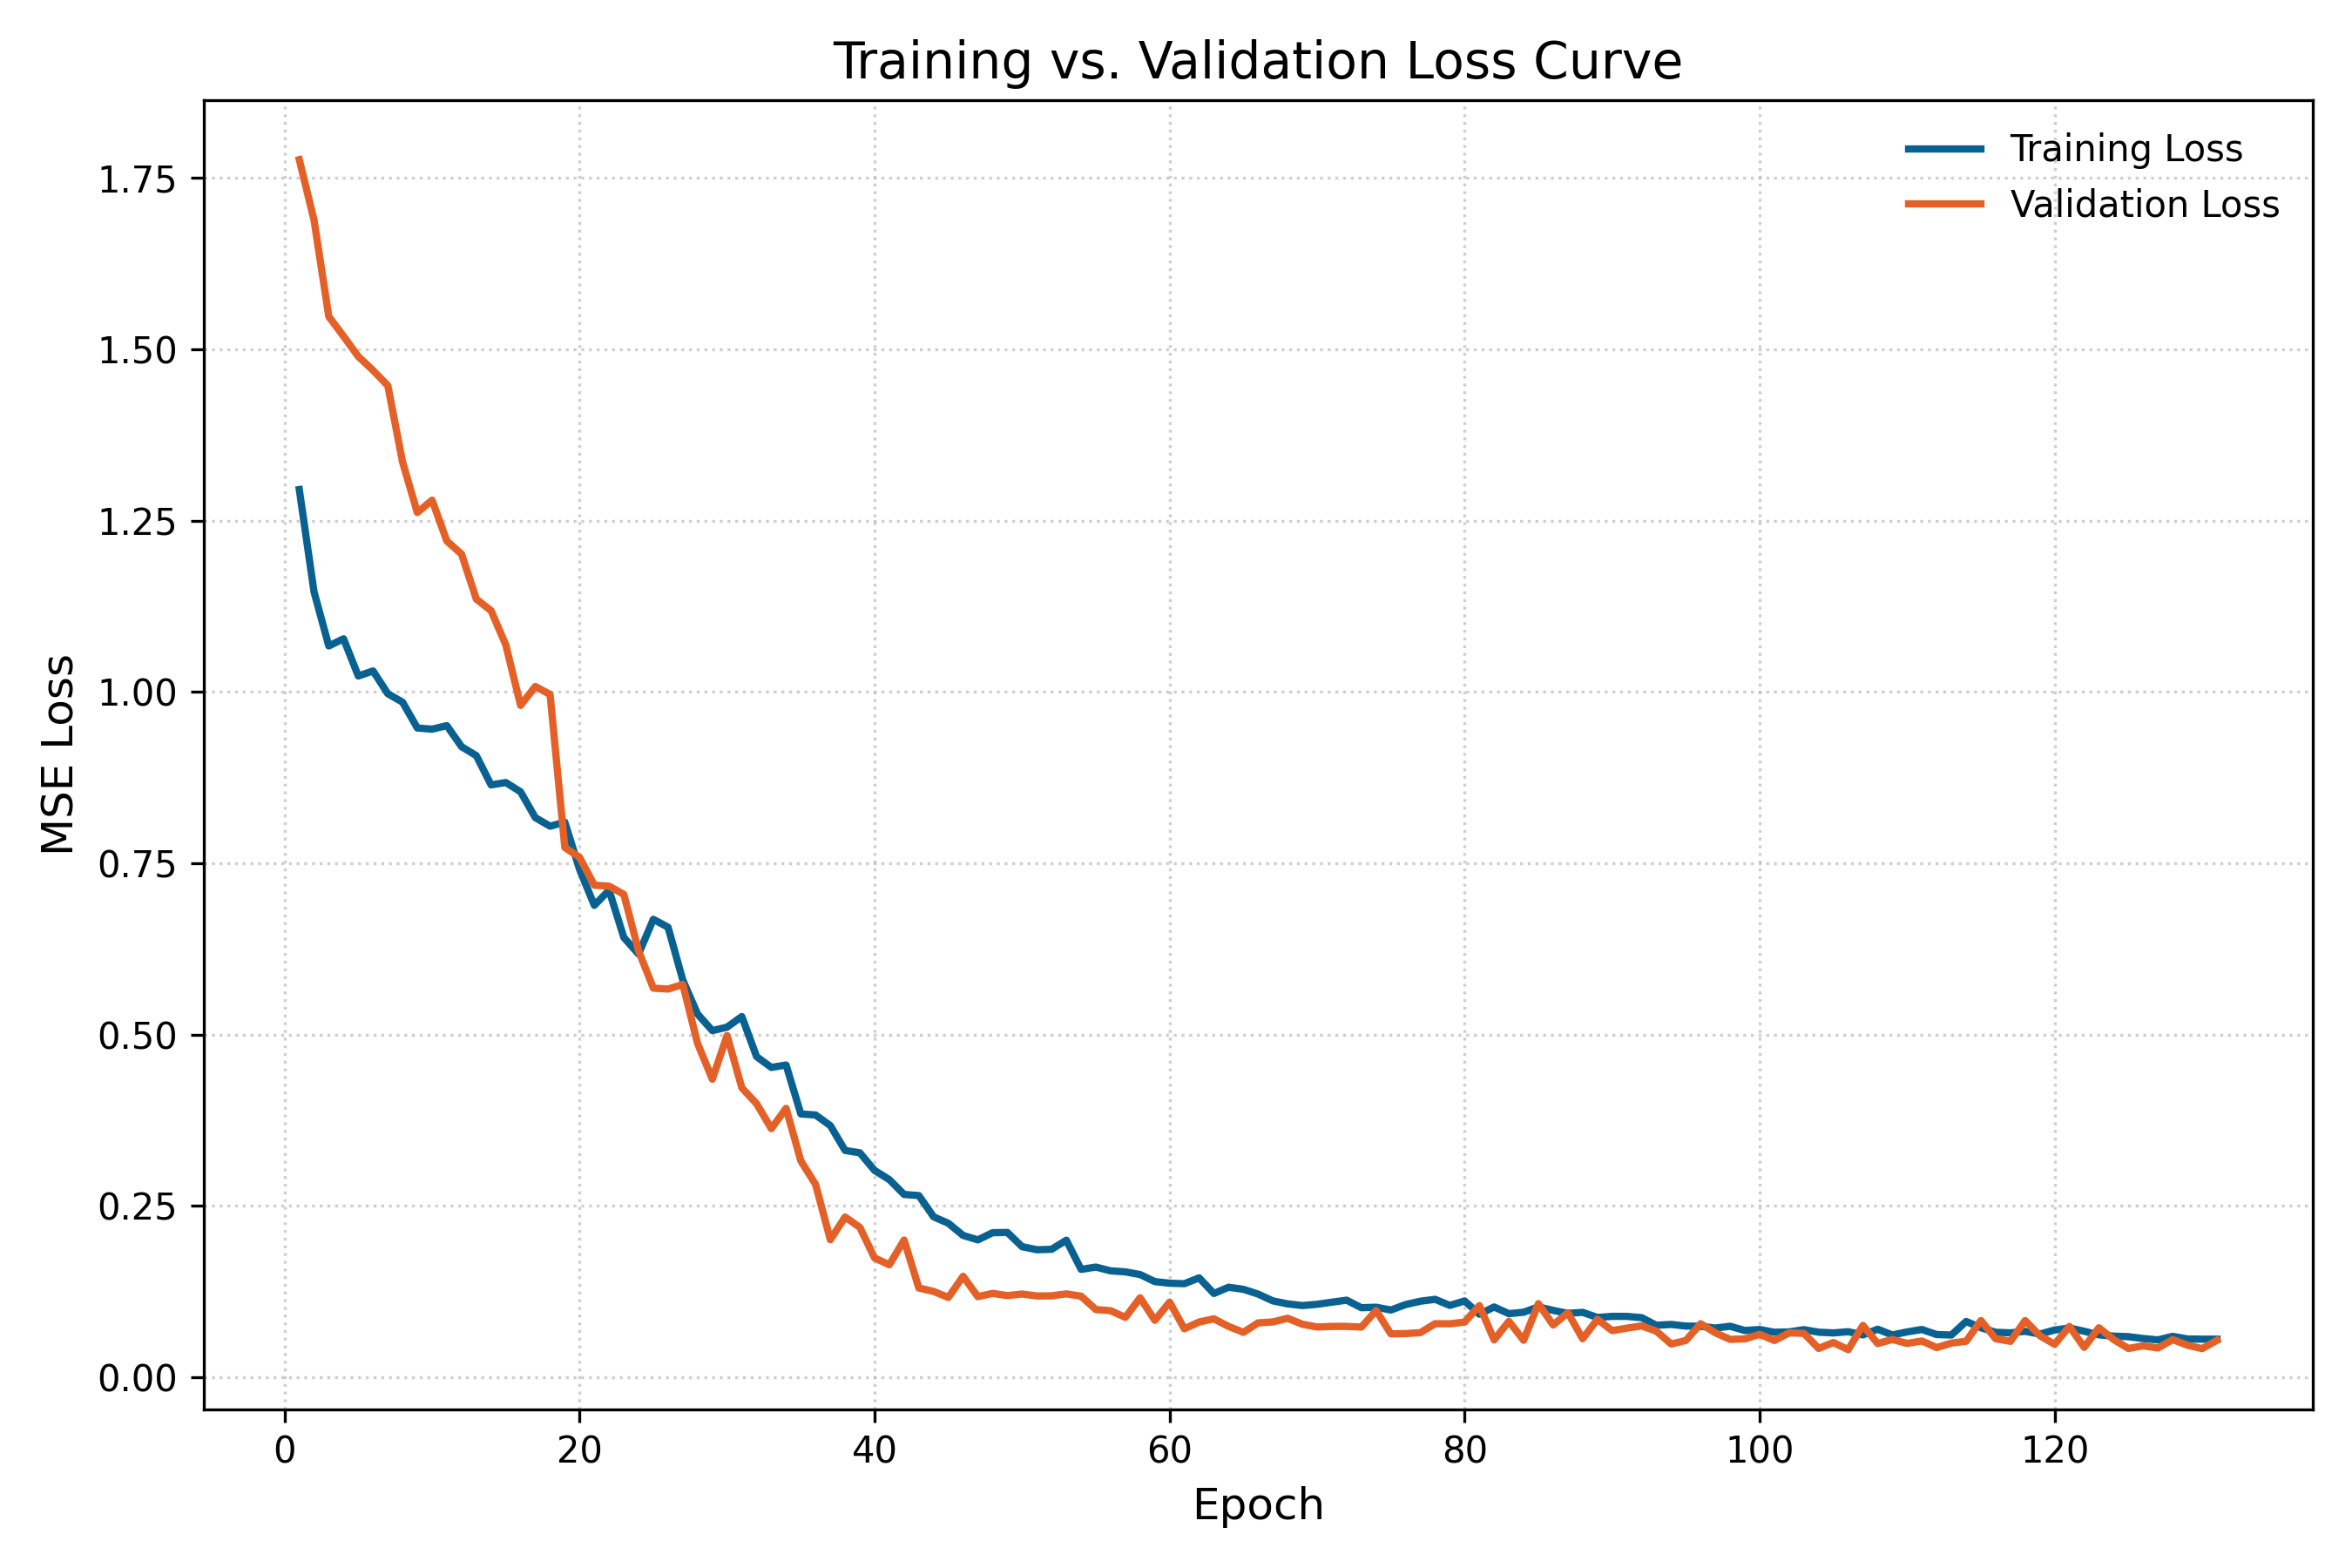 Training vs. Validation Loss Curve
Training Loss
Validation Loss
MSE Loss
1.75
1.50
1.25
1.00
0.75
0.50
0.25
0.00
0 20 40 60 80 100 120
Epoch